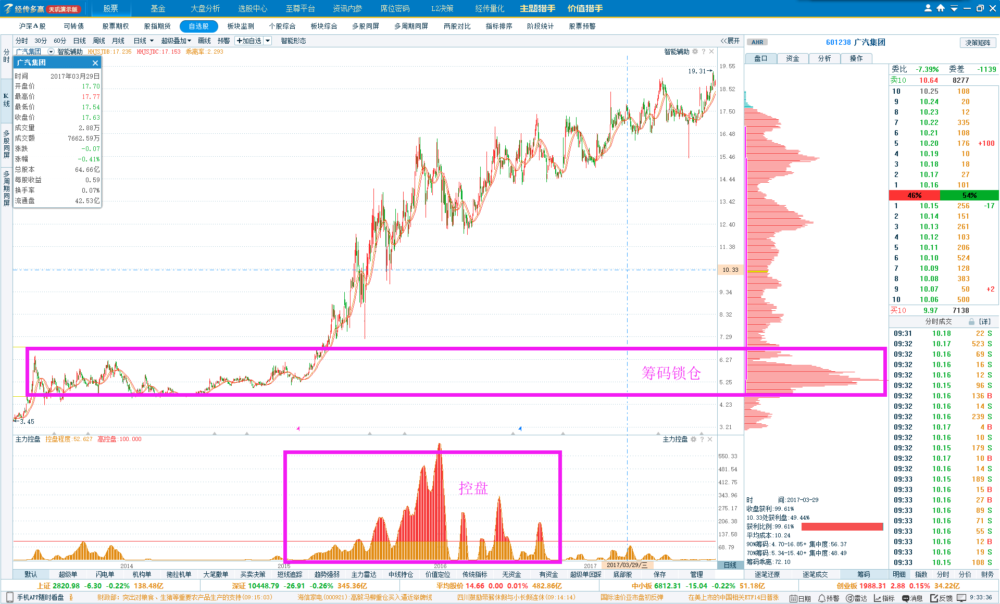 经传多赢 天玑演示版 股票 基金 大盘分析 选股中心 至尊平台 资讯内参 席位密码 L2决策 经传量化 主题猎手 价值猎手
沪深A股 可转债 股票期权 股指期货 自选股 板块监测 个股综合 板块综合 多股同屏 多周期同屏 两股对比 指标排序 阶段统计 股票预警
分时 30分 60分 日线 周线 月线 日线 超级叠加 画线 预警 +加自选 智能形态 <<展开
分时
K线
多股同屏
多周期同屏
广汽集团 智能辅助 HHJSJDB:17.235 HHJSJDC:17.153 乖离率:2.293 智能辅助 ? ×
广汽集团 ×
时间 2017年03月29日
开盘价 17.70
最高价 17.77
最低价 17.54
收盘价 17.63
成交量 2.88万
成交额 7662.59万
涨跌 -0.07
涨幅 -0.41%
总股本 64.66亿
每股收益 0.59
换手率 0.07%
流通盘 42.53亿
19.31
3.45
筹码锁仓
19.55
18.52
17.50
16.48
15.46
14.44
13.42
12.40
11.38
10.33
9.34
8.32
7.29
6.27
5.25
4.23
3.21
主力控盘 控盘程度:52.627 高控盘:100.000 主力控盘 ? ×
控盘
550.33
481.54
412.75
343.96
275.17
206.38
137.58
68.79
2014 2015 2016 2017 2017/03/29/三 日线
默认 超级单 闪电单 机构单 拖拉机单 大笔撤单 买卖决策 短线追踪 趋势强弱 主力雷达 中线持仓 价值定位 传统指标 无资金 有资金 超级单回踩 底部股 保存 管理
AHR 601238 广汽集团 决策矩阵
盘口 资金 分析 操作
时 间:2017-03-29
收盘获利:99.61%
10.33处获利盘:49.44%
获利比例:99.61%
平均成本:10.24
90%筹码:4.70-16.85+ 集中度:56.37
70%筹码:5.34-15.40+ 集中度:48.49
筹码乖离:72.10
逐笔还原 逐笔成交 筹码
委比 -7.39% 委差 -1139
卖10 10.64 8277
10 10.25 108
9 10.24 20
8 10.23 12
7 10.22 335
6 10.21 108
5 10.20 176 +100
4 10.19 10
3 10.18 18
2 10.17 27
1 10.16 101
46% 54%
1 10.15 256 -17
2 10.14 151
3 10.13 261
4 10.12 103
5 10.11 206
6 10.10 524
7 10.09 128
8 10.08 383
9 10.07 50 +2
10 10.06 500
买10 9.97 7138
分时成交 [详]
09:31 10.18 22 S
09:32 10.17 523 S
09:32 10.16 69 S
09:32 10.16 16 S
09:32 10.16 12 S
09:32 10.15 96 S
09:32 10.16 136 B
09:32 10.16 14 S
09:32 10.16 239 S
09:32 10.17 4 B
09:32 10.16 10 S
09:32 10.15 179 S
09:32 10.17 10 B
09:32 10.16 14 S
09:33 10.15 189 S
09:33 10.16 15 B
09:33 10.16 27 B
09:33 10.16 89 S
09:33 10.16 71 S
09:33 10.16 55 S
09:33 10.16 12 B
09:33 10.16 19 S
09:33 10.15 108 S
明细 指数 分时 分价 财务
上证 2820.98 -6.30 -0.22% 138.48亿 深证 10448.79 -26.91 -0.26% 345.36亿 平均股价 14.66 0.00 0.01% 482.86亿 中小板 6812.31 -15.04 -0.22% 51.18亿 创业板 1988.31 2.88 0.15% 34.22亿
手机APP随时看盘 财政部：突出对粮食、生猪等重要农产品生产的支持(09:15:03) 海信家电(000921):高毅冯柳重仓买入逼近举牌线 四川鼓励带薪休假与小长假连休(09:14:14) 国际油价亚市盘初反弹 在美上市的中国相关ETF14日普涨 日期 预警 雷达 指标 消息 反馈 9:33:36